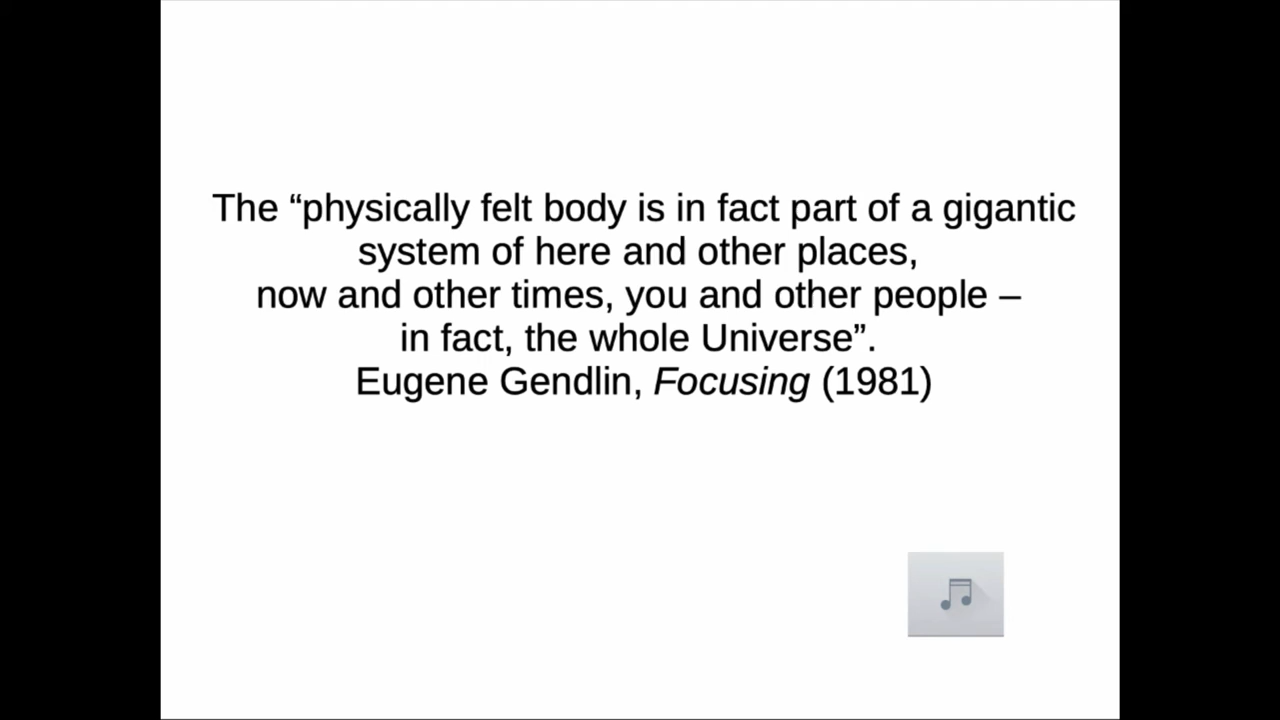 The “physically felt body is in fact part of a gigantic
system of here and other places,
now and other times, you and other people –
in fact, the whole Universe”.
Eugene Gendlin, Focusing (1981)